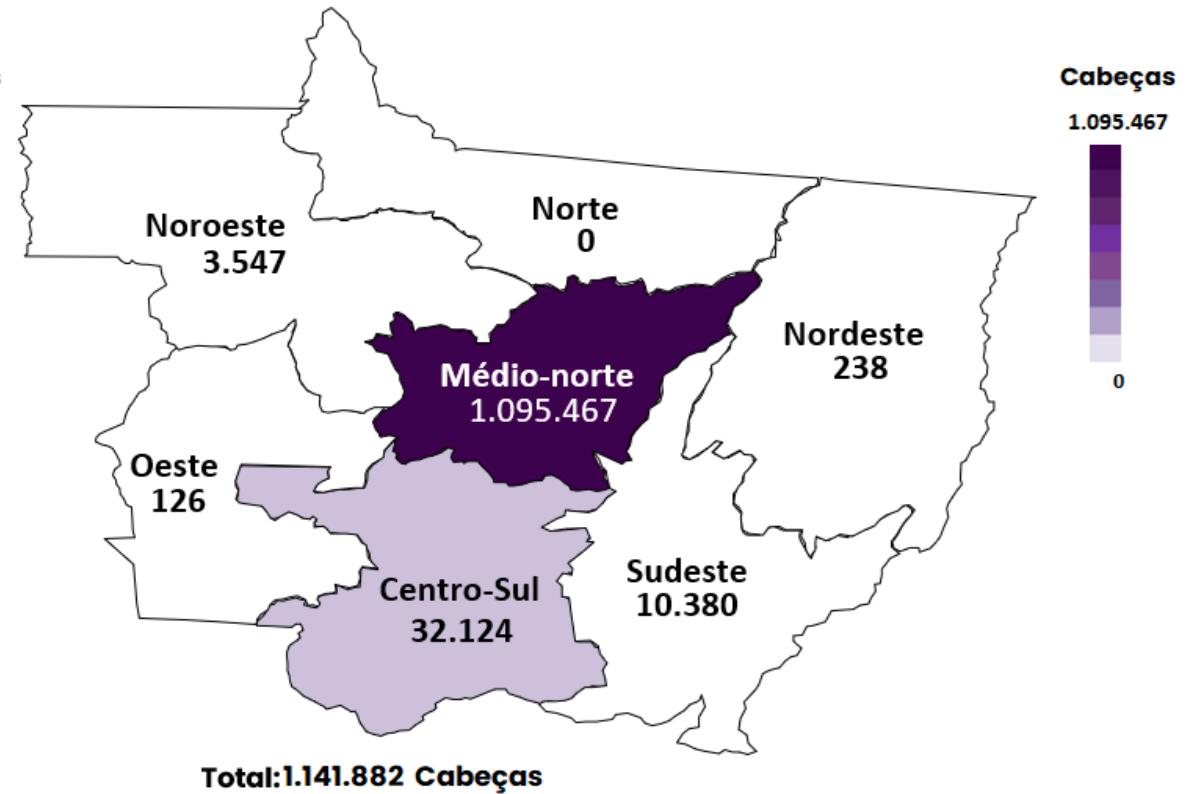 Cabeças
1.095.467
0
Norte
0
Noroeste
3.547
Nordeste
238
Médio-norte
1.095.467
Oeste
126
Centro-Sul
32.124
Sudeste
10.380
Total:1.141.882 Cabeças